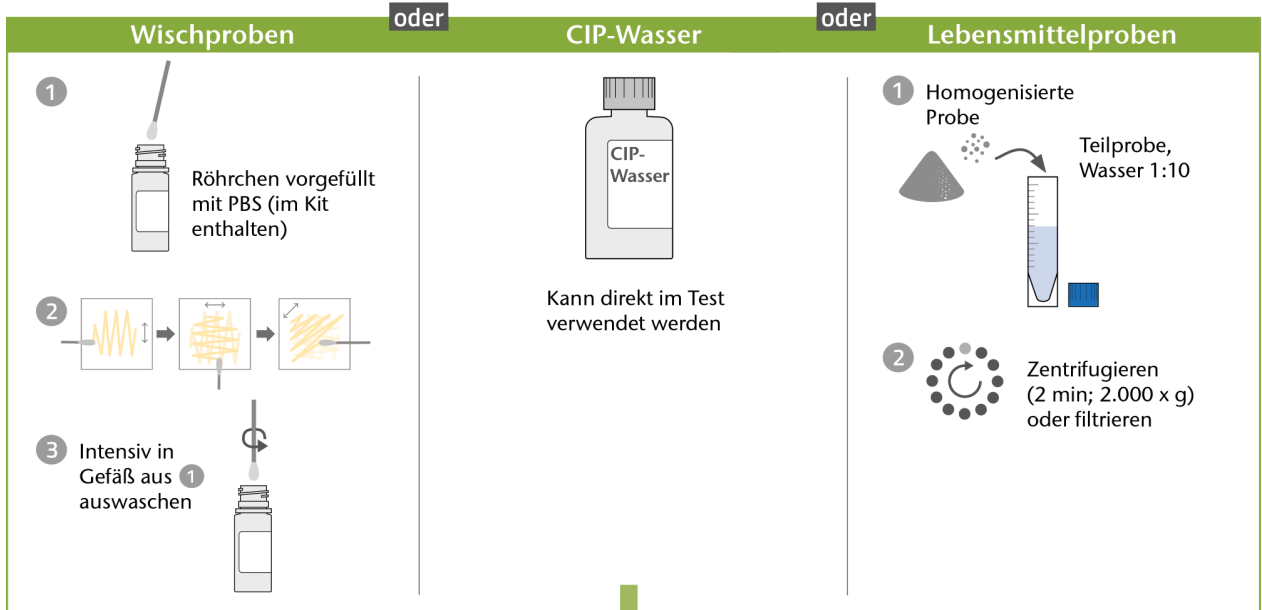 oder
oder
Wischproben
CIP-Wasser
Lebensmittelproben
1
Röhrchen vorgefüllt
mit PBS (im Kit
enthalten)
2
3 Intensiv in
Gefäß aus 1
auswaschen
CIP-
Wasser
Kann direkt im Test
verwendet werden
1 Homogenisierte
Probe
Teilprobe,
Wasser 1:10
2
Zentrifugieren
(2 min; 2.000 x g)
oder filtrieren